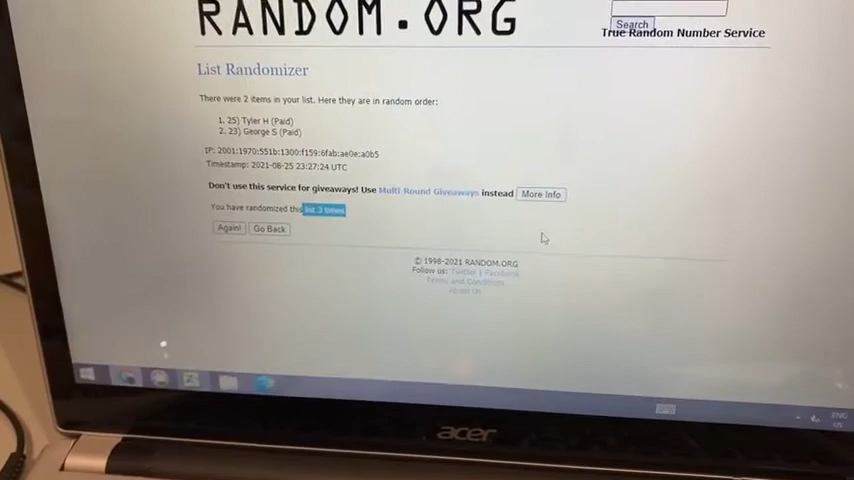 RANDOM.ORG
Search
True Random Number Service
List Randomizer
There were 2 items in your list. Here they are in random order:
1. 25) Tyler H (Paid)
2. 23) George S (Paid)
IP: 2001:1970:551b:1300:f159:6fab:ae0e:a0b5
Timestamp: 2021-08-25 23:27:24 UTC
Don't use this service for giveaways! Use Multi-Round Giveaways instead More Info
You have randomized this list 3 times.
Again! Go Back
© 1998-2021 RANDOM.ORG
Follow us: Twitter | Facebook
Terms and Conditions
About Us
ENG
acer